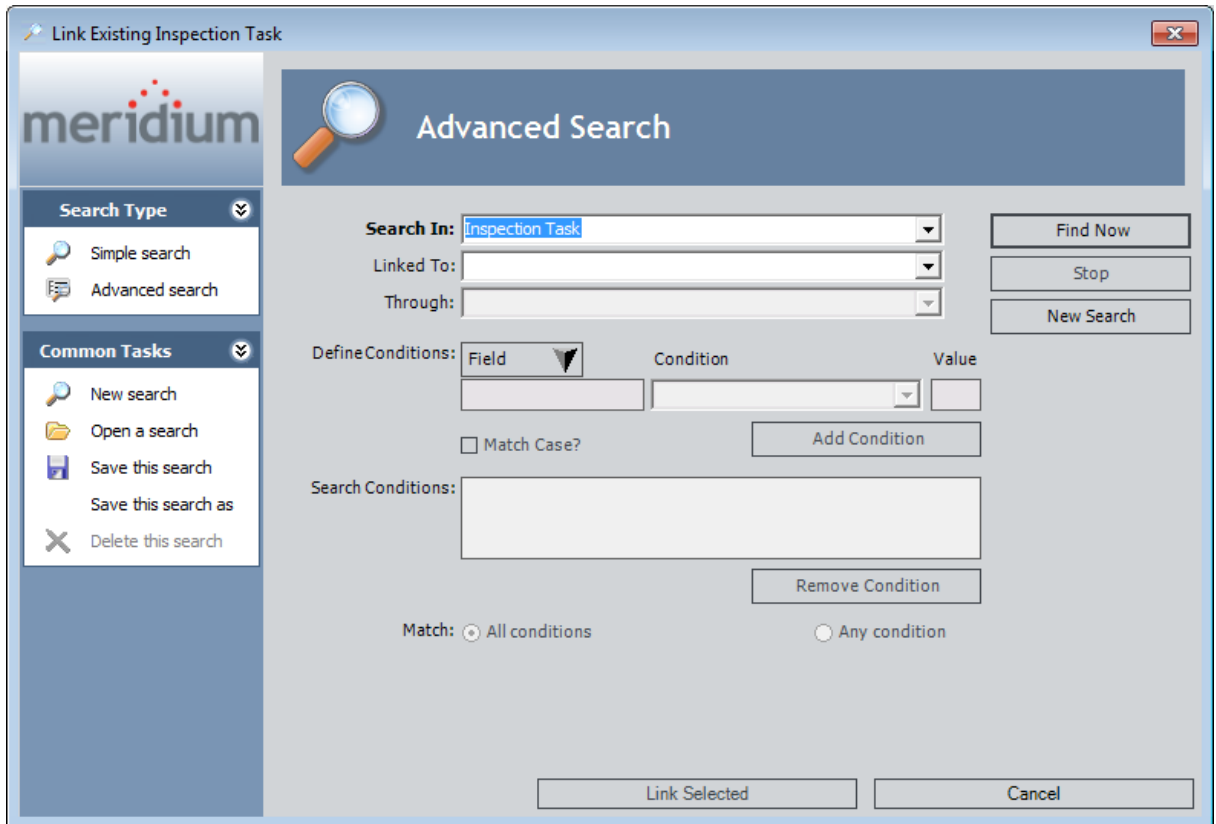 Link Existing Inspection Task
meridium
Advanced Search
Search Type
Simple search
Advanced search
Common Tasks
New search
Open a search
Save this search
Save this search as
Delete this search
Search In: Inspection Task
Linked To:
Through:
Find Now
Stop
New Search
Define Conditions: Field Condition Value
Match Case? Add Condition
Search Conditions:
Remove Condition
Match: All conditions Any condition
Link Selected Cancel